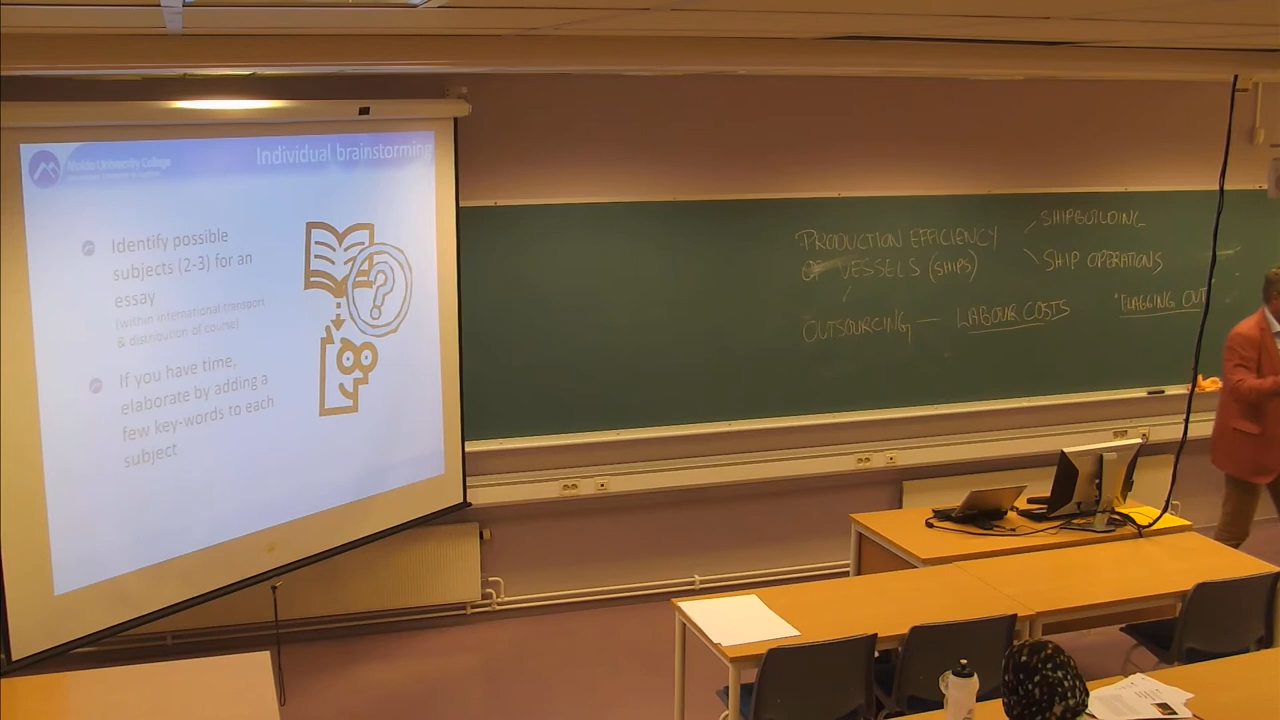 Molde University College
Individual brainstorming
Identify possible
subjects (2-3) for an
essay
(within international transport
& distribution of course)
If you have time,
elaborate by adding a
few key-words to each
subject
PRODUCTION EFFICIENCY
OF VESSELS (SHIPS)
SHIPBUILDING
SHIP OPERATIONS
OUTSOURCING — LABOUR COSTS
"FLAGGING OUT